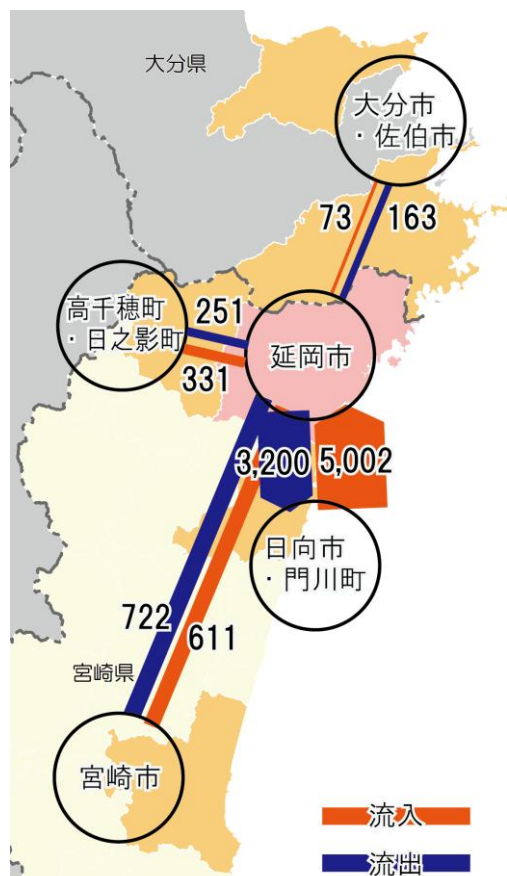 大分県
大分市
・佐伯市
73
163
高千穂町
・日之影町
251
331
延岡市
3,200
5,002
日向市
・門川町
722
611
宮崎県
宮崎市
流入
流出